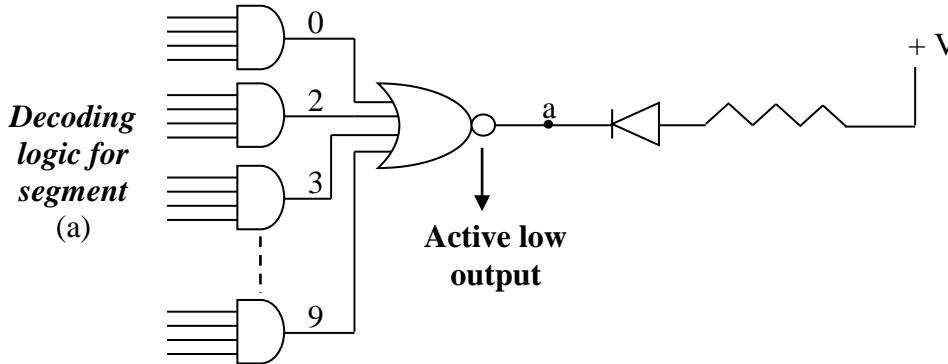 0
+ V
2
a
Decoding
logic for
segment
(a)
3
Active low
output
9